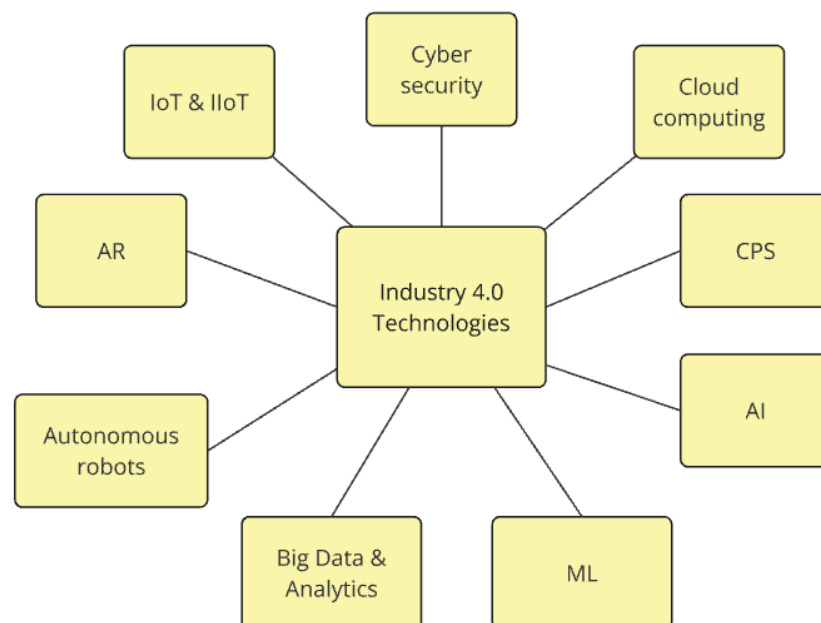 Cyber
security
IoT & IIoT
Cloud
computing
AR
CPS
Industry 4.0
Technologies
AI
Autonomous
robots
Big Data &
Analytics
ML